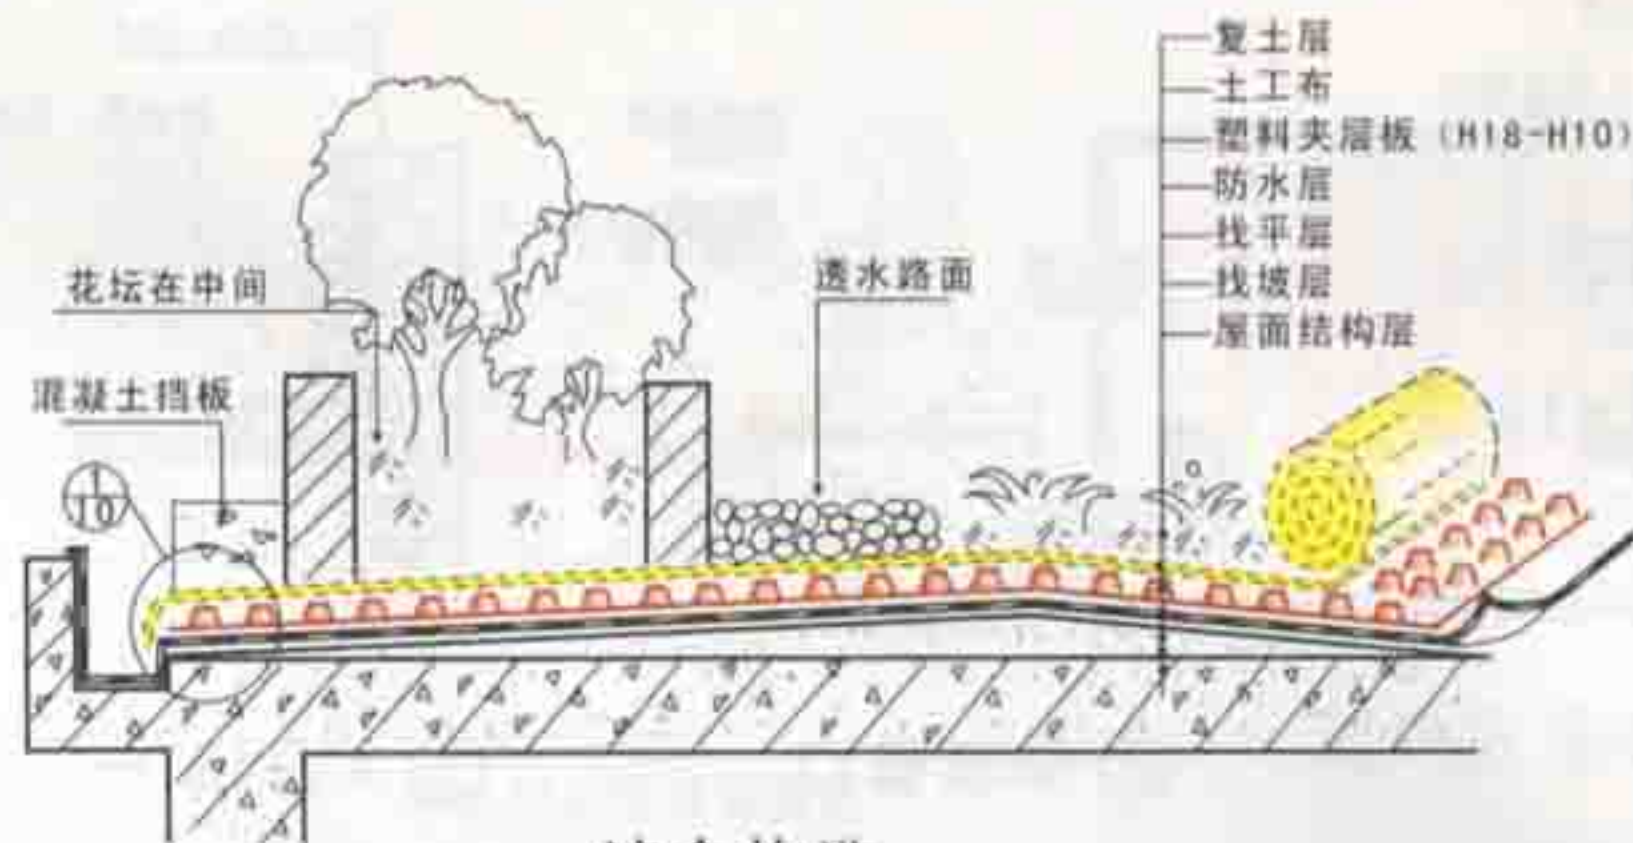 复土层
土工布
塑料夹层板（H18-H10）
防水层
找平层
找坡层
屋面结构层
花坛在中间
透水路面
混凝土挡板
1
10